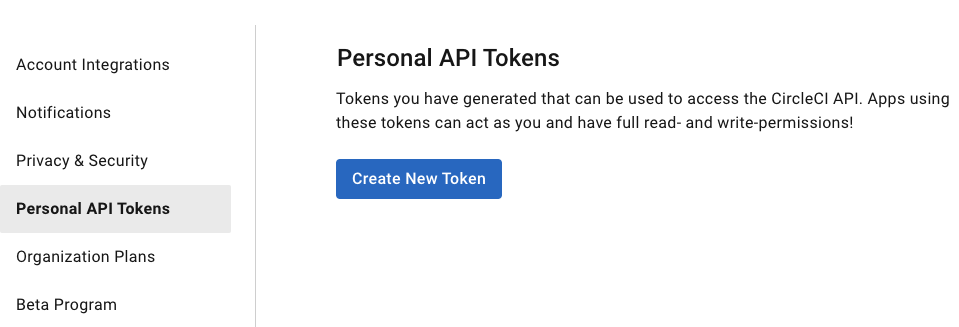 Account Integrations
Notifications
Privacy & Security
Personal API Tokens
Organization Plans
Beta Program
Personal API Tokens
Tokens you have generated that can be used to access the CircleCI API. Apps using
these tokens can act as you and have full read- and write-permissions!
Create New Token